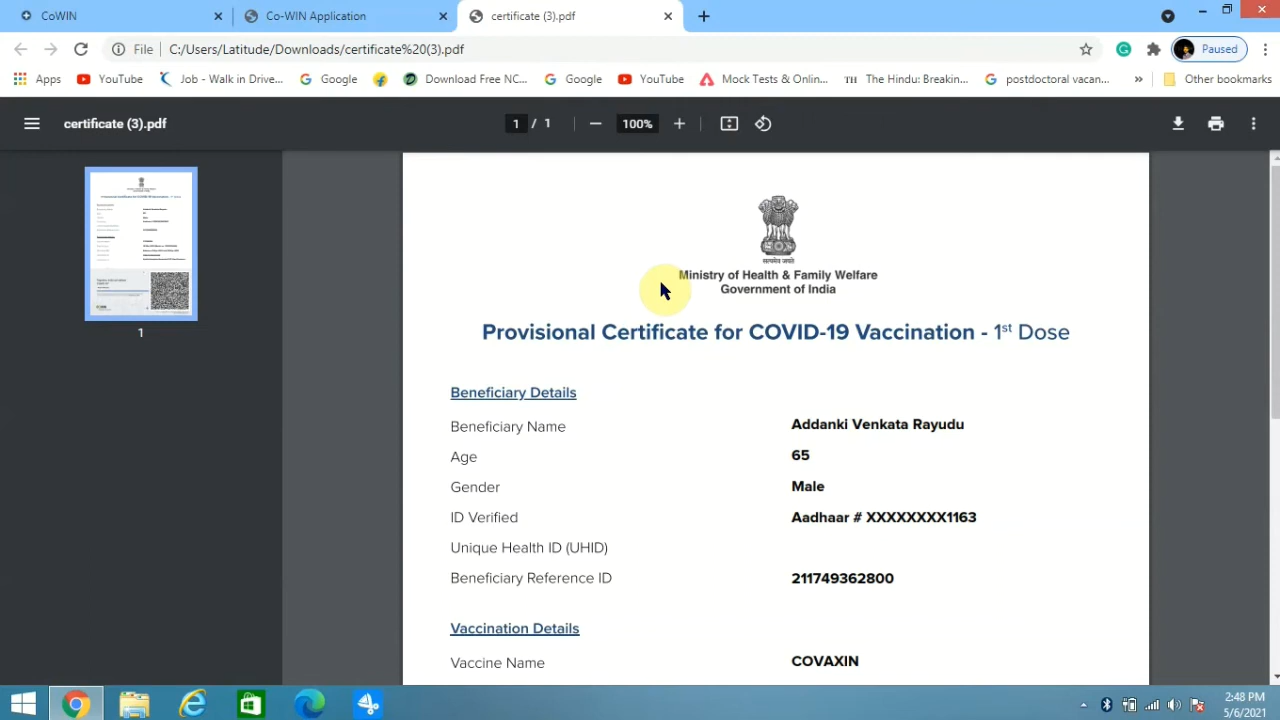 CoWIN
Co-WIN Application
certificate (3).pdf
File
C:/Users/Latitude/Downloads/certificate%20(3).pdf
Paused
Apps
YouTube
Job - Walk in Drive...
Google
Download Free NC...
Google
YouTube
Mock Tests & Onlin...
TH The Hindu: Breakin...
postdoctoral vacan...
Other bookmarks
certificate (3).pdf
1 / 1
100%
1
सत्यमेव जयते
Ministry of Health & Family Welfare
Government of India
Provisional Certificate for COVID-19 Vaccination - 1st Dose
Beneficiary Details
Beneficiary Name Addanki Venkata Rayudu
Age 65
Gender Male
ID Verified Aadhaar # XXXXXXXX1163
Unique Health ID (UHID)
Beneficiary Reference ID 211749362800
Vaccination Details
Vaccine Name COVAXIN
2:48 PM
5/6/2021